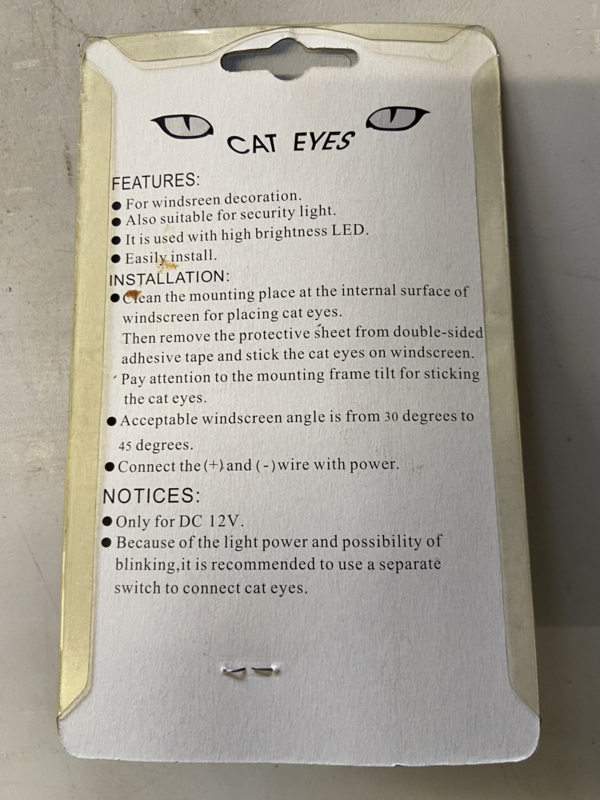 CAT EYES
FEATURES:
● For windsreen decoration.
● Also suitable for security light.
● It is used with high brightness LED.
● Easily install.
INSTALLATION:
● Clean the mounting place at the internal surface of
windscreen for placing cat eyes.
Then remove the protective sheet from double-sided
adhesive tape and stick the cat eyes on windscreen.
Pay attention to the mounting frame tilt for sticking
the cat eyes.
● Acceptable windscreen angle is from 30 degrees to
45 degrees.
● Connect the (+) and (-) wire with power.
NOTICES:
● Only for DC 12V.
● Because of the light power and possibility of
blinking,it is recommended to use a separate
switch to connect cat eyes.